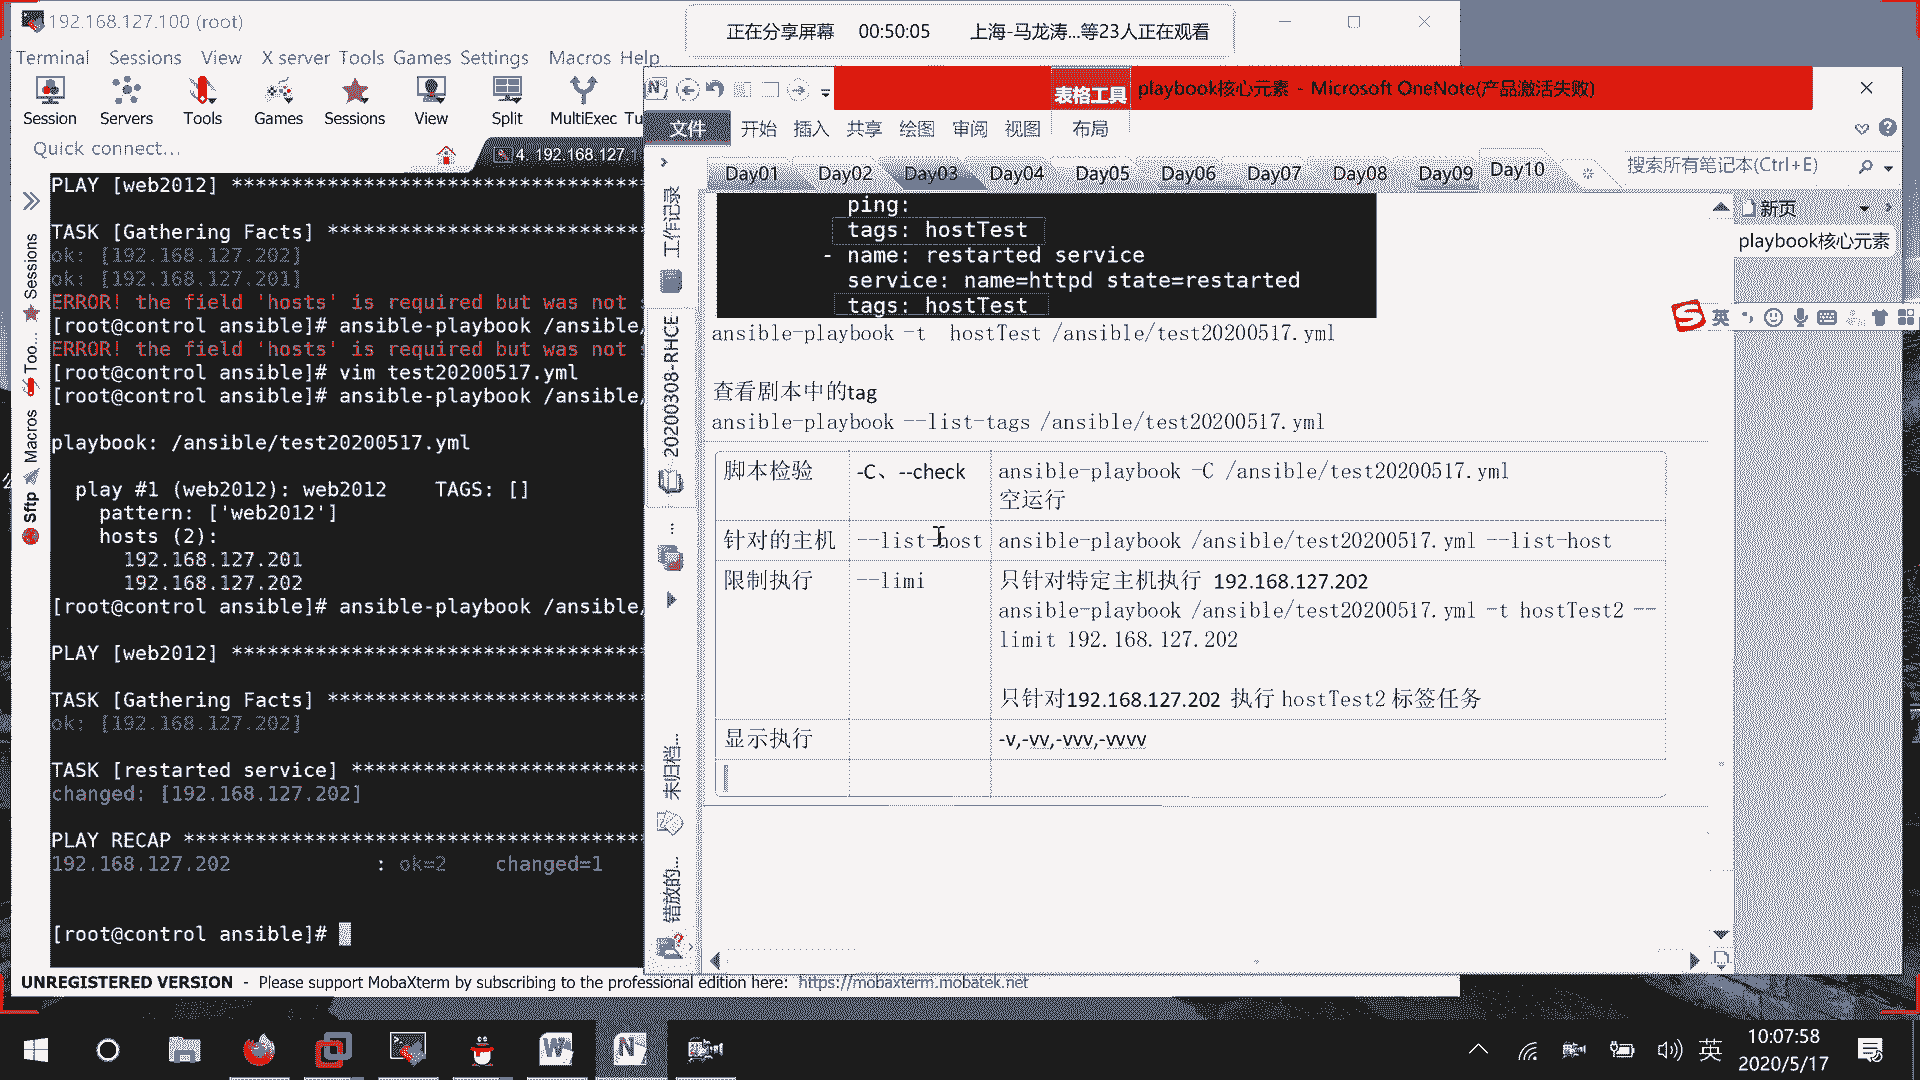 192.168.127.100 (root)
正在分享屏幕 00:50:05 上海-马龙涛...等23人正在观看
Terminal Sessions View X server Tools Games Settings Macros Help
Session Servers Tools Games Sessions View Split MultiExec Tu
Quick connect...
4. 192.168.127.1
Sessions
Too...
Macros
Sftp
PLAY [web2012] ***********************************
TASK [Gathering Facts] ***************************
ok: [192.168.127.202]
ok: [192.168.127.201]
ERROR! the field 'hosts' is required but was not s
[root@control ansible]# ansible-playbook /ansible/
ERROR! the field 'hosts' is required but was not s
[root@control ansible]# vim test20200517.yml
[root@control ansible]# ansible-playbook /ansible/
playbook: /ansible/test20200517.yml
play #1 (web2012): web2012 TAGS: []
pattern: ['web2012']
hosts (2):
192.168.127.201
192.168.127.202
[root@control ansible]# ansible-playbook /ansible/
PLAY [web2012] ***********************************
TASK [Gathering Facts] ***************************
ok: [192.168.127.202]
TASK [restarted service] *************************
changed: [192.168.127.202]
PLAY RECAP ***************************************
192.168.127.202 : ok=2 changed=1
[root@control ansible]#
UNREGISTERED VERSION - Please support MobaXterm by subscribing to the professional edition here: https://mobaxterm.mobatek.net
表格工具 playbook核心元素 - Microsoft OneNote(产品激活失败)
文件 开始 插入 共享 绘图 审阅 视图 布局
Day01 Day02 Day03 Day04 Day05 Day06 Day07 Day08 Day09 Day10
搜索所有笔记本(Ctrl+E)
工作记录
20200308-RHCE
未归档...
错放的...
新页
playbook核心元素
英
ping:
tags: hostTest
- name: restarted service
service: name=httpd state=restarted
tags: hostTest
ansible-playbook -t hostTest /ansible/test20200517.yml
查看剧本中的tag
ansible-playbook --list-tags /ansible/test20200517.yml
脚本检验 -C、--check ansible-playbook -C /ansible/test20200517.yml
空运行
针对的主机 --list-host ansible-playbook /ansible/test20200517.yml --list-host
限制执行 --limi 只针对特定主机执行 192.168.127.202
ansible-playbook /ansible/test20200517.yml -t hostTest2 --
limit 192.168.127.202
只针对192.168.127.202 执行 hostTest2 标签任务
显示执行 -v,-vv,-vvv,-vvvv
英
10:07:58
2020/5/17